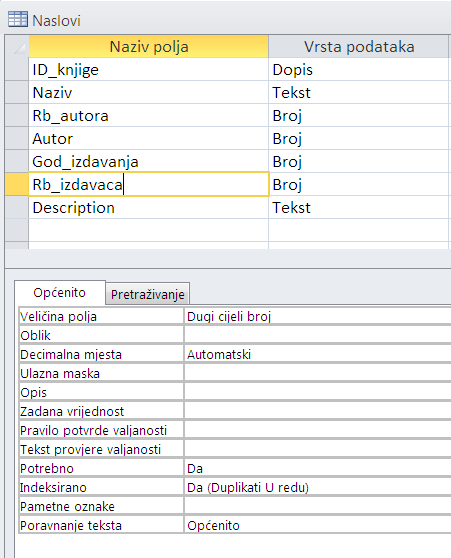 Naslovi
Naziv polja Vrsta podataka
ID_knjige Dopis
Naziv Tekst
Rb_autora Broj
Autor Broj
God_izdavanja Broj
Rb_izdavaca Broj
Description Tekst
Općenito Pretraživanje
Veličina polja Dugi cijeli broj
Oblik
Decimalna mjesta Automatski
Ulazna maska
Opis
Zadana vrijednost
Pravilo potvrde valjanosti
Tekst provjere valjanosti
Potrebno Da
Indeksirano Da (Duplikati U redu)
Pametne oznake
Poravnanje teksta Općenito